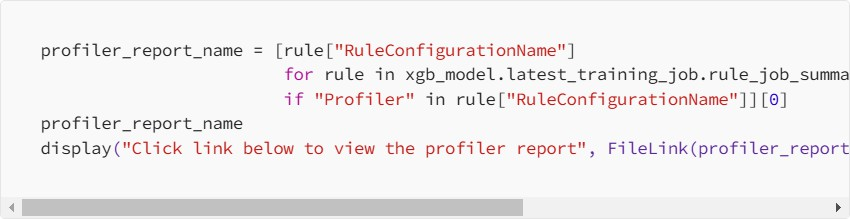 profiler_report_name = [rule["RuleConfigurationName"]
for rule in xgb_model.latest_training_job.rule_job_summa
if "Profiler" in rule["RuleConfigurationName"]][0]
profiler_report_name
display("Click link below to view the profiler report", FileLink(profiler_report